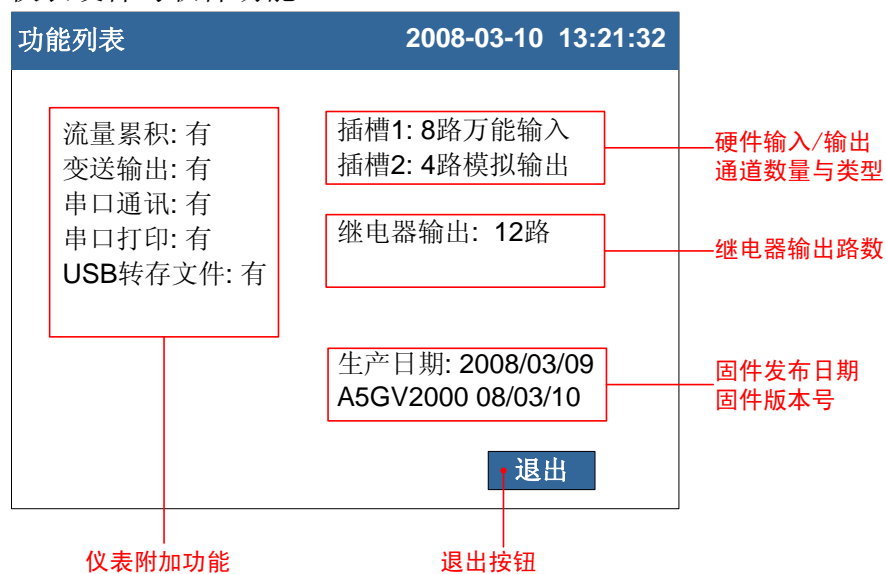 功能列表
2008-03-10 13:21:32
流量累积: 有
变送输出: 有
串口通讯: 有
串口打印: 有
USB转存文件: 有
插槽1: 8路万能输入
插槽2: 4路模拟输出
硬件输入/输出
通道数量与类型
继电器输出: 12路
继电器输出路数
生产日期: 2008/03/09
A5GV2000 08/03/10
固件发布日期
固件版本号
退出
仪表附加功能
退出按钮